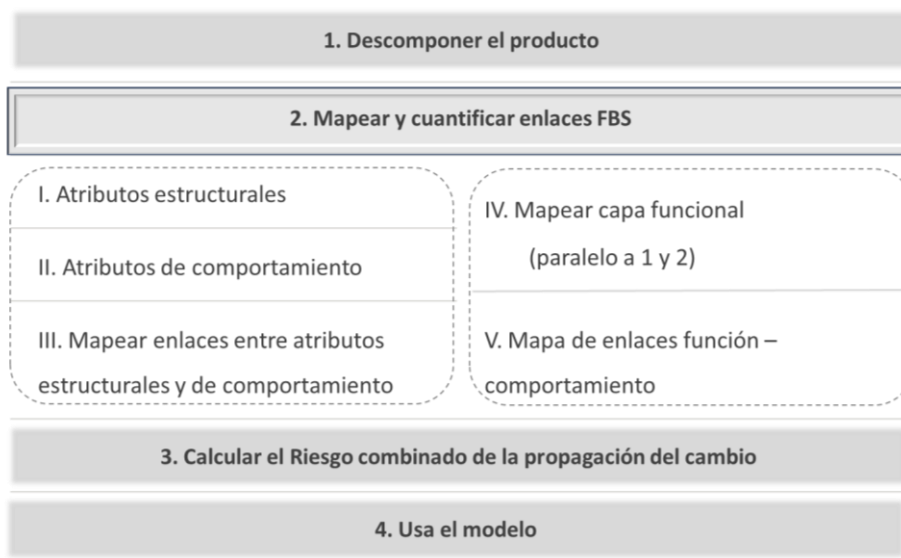 1. Descomponer el producto
2. Mapear y cuantificar enlaces FBS
I. Atributos estructurales
II. Atributos de comportamiento
III. Mapear enlaces entre atributos
estructurales y de comportamiento
IV. Mapear capa funcional
(paralelo a 1 y 2)
V. Mapa de enlaces función –
comportamiento
3. Calcular el Riesgo combinado de la propagación del cambio
4. Usa el modelo